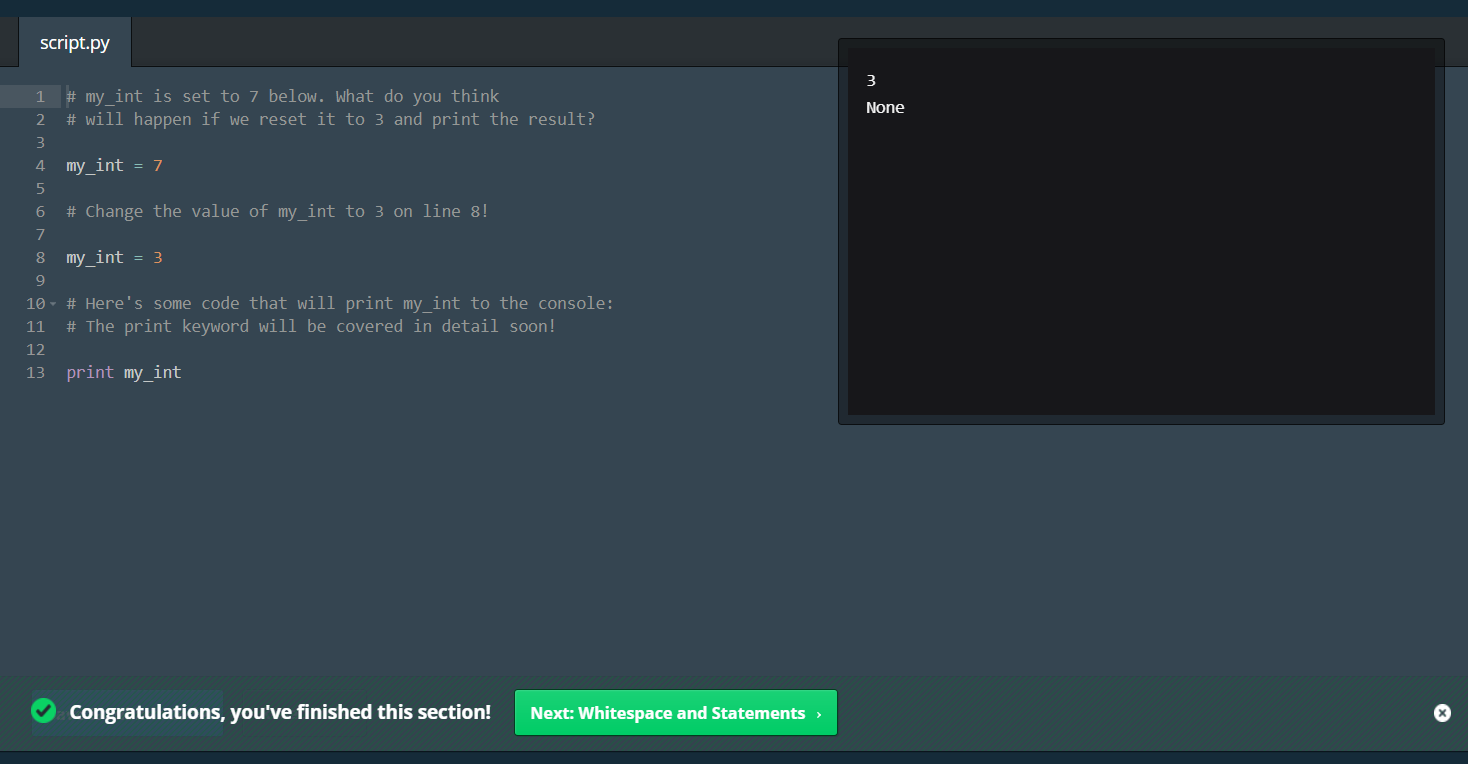 script.py
1 # my_int is set to 7 below. What do you think
2 # will happen if we reset it to 3 and print the result?
3
4 my_int = 7
5
6 # Change the value of my_int to 3 on line 8!
7
8 my_int = 3
9
10 # Here's some code that will print my_int to the console:
11 # The print keyword will be covered in detail soon!
12
13 print my_int
3
None
Congratulations, you've finished this section!
Next: Whitespace and Statements ›